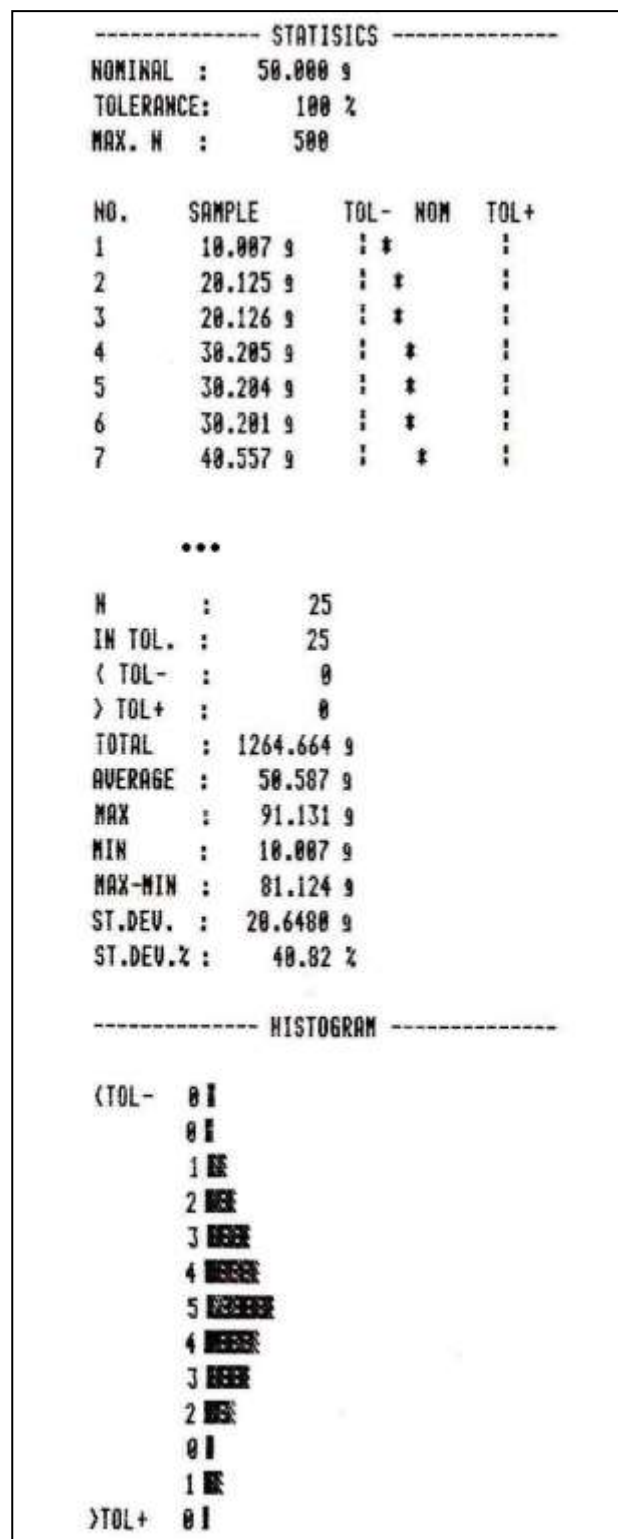 -------------- STATISICS --------------
NOMINAL : 50.000 g
TOLERANCE: 100 %
MAX. N : 500
NO. SAMPLE TOL- NOM TOL+
1 10.007 g ¦ * ¦
2 20.125 g ¦ * ¦
3 20.126 g ¦ * ¦
4 30.205 g ¦ * ¦
5 30.204 g ¦ * ¦
6 30.201 g ¦ * ¦
7 40.557 g ¦ * ¦
...
N : 25
IN TOL. : 25
< TOL- : 0
> TOL+ : 0
TOTAL : 1264.664 g
AVERAGE : 50.587 g
MAX : 91.131 g
MIN : 10.007 g
MAX-MIN : 81.124 g
ST.DEV. : 20.6480 g
ST.DEV.% : 40.82 %
-------------- HISTOGRAM --------------
<TOL- 0
0
1
2
3
4
5
4
3
2
0
1
>TOL+ 0